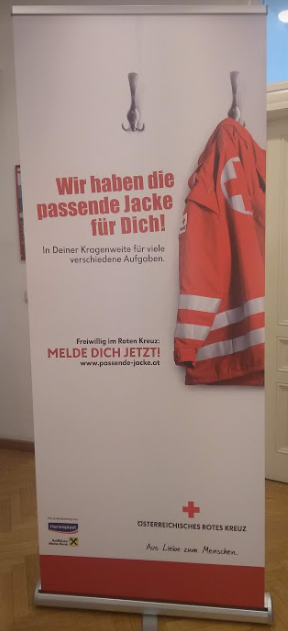 Wir haben die
passende Jacke
für Dich!
In Deiner Kragenweite für viele
verschiedene Aufgaben.
Freiwillig im Roten Kreuz:
MELDE DICH JETZT!
www.passende-jacke.at
ÖSTERREICHISCHES ROTES KREUZ
Aus Liebe zum Menschen.